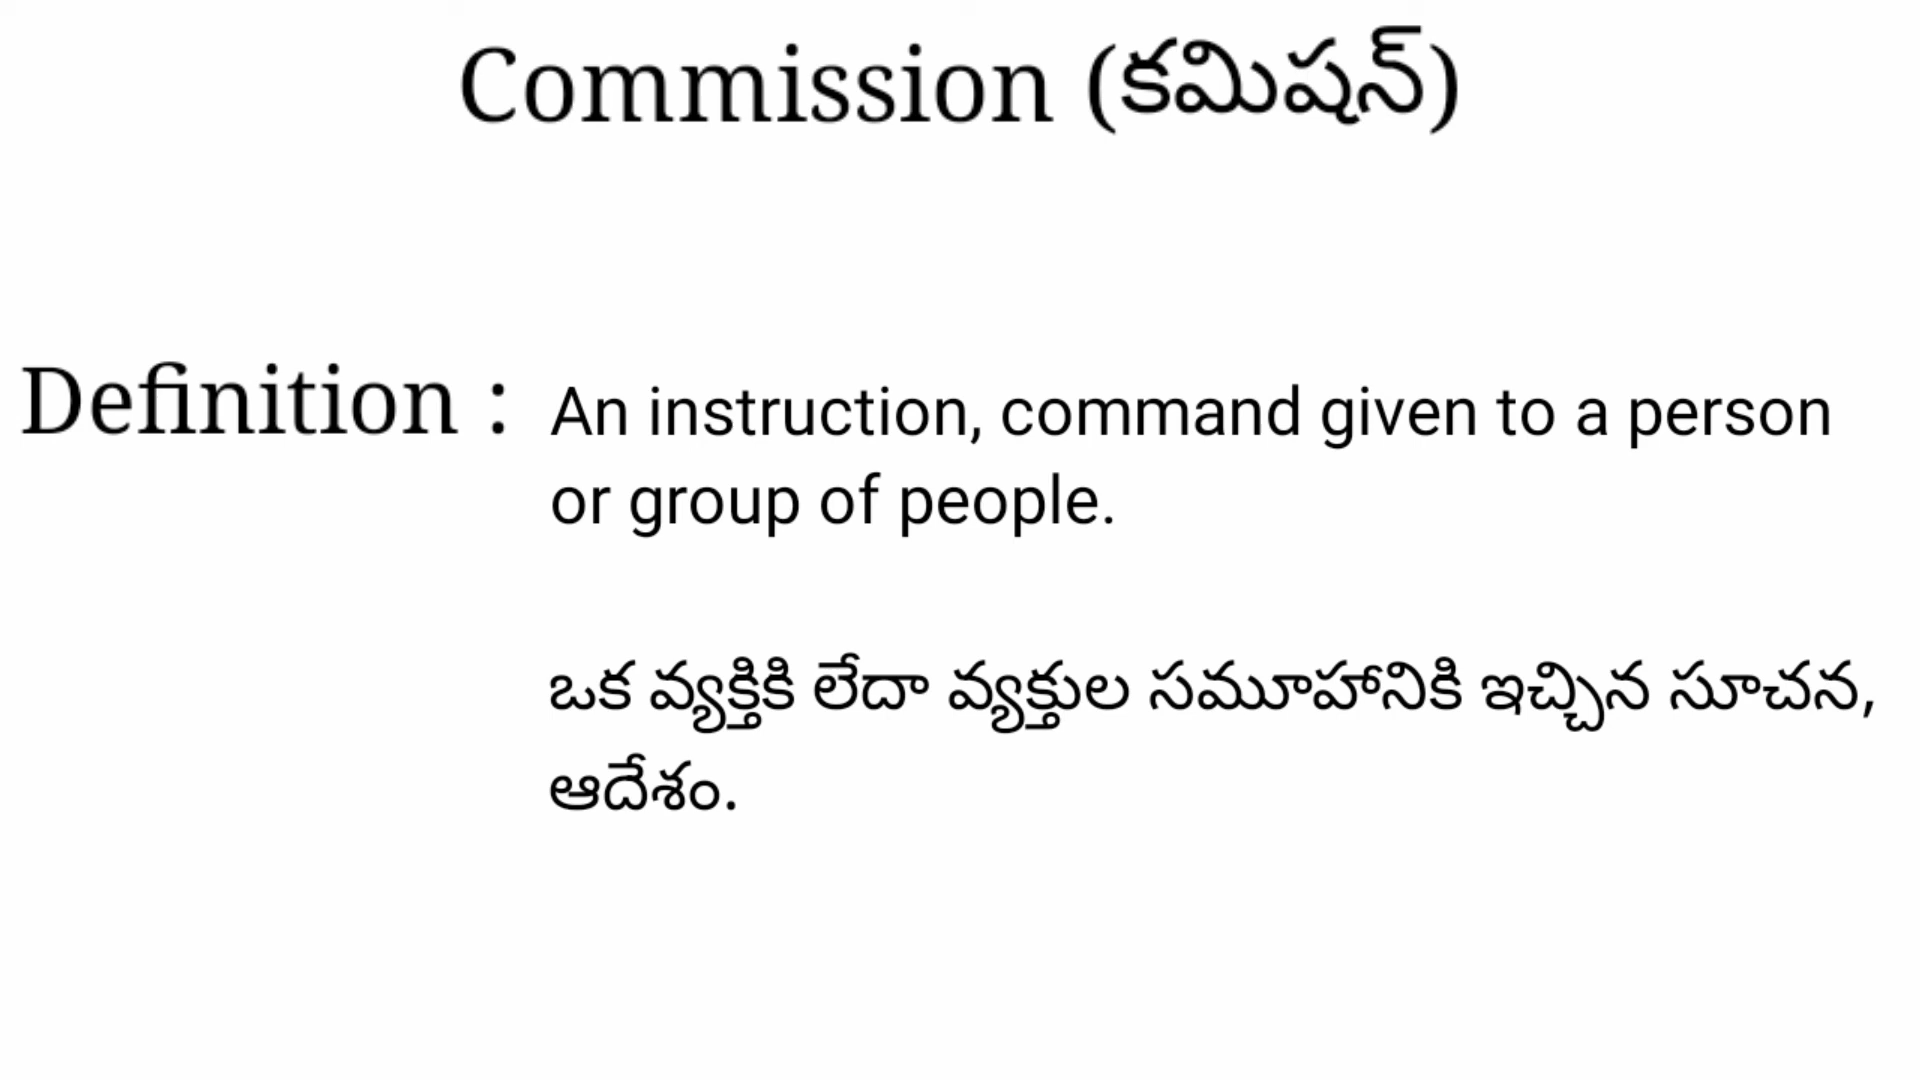 Commission (కమిషన్)
Definition : An instruction, command given to a person
or group of people.
ఒక వ్యక్తికి లేదా వ్యక్తుల సమూహానికి ఇచ్చిన సూచన,
ఆదేశం.